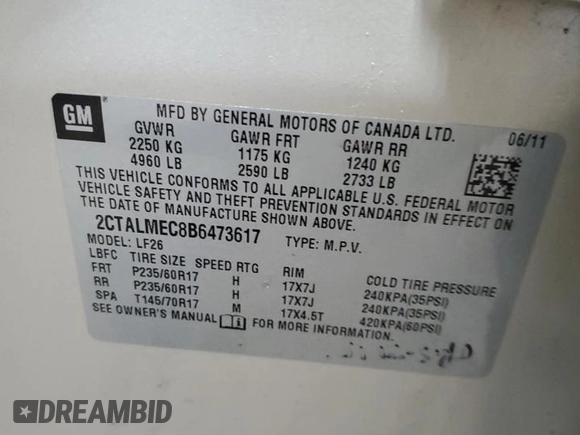 GM
MFD BY GENERAL MOTORS OF CANADA LTD.
06/11
GVWR GAWR FRT GAWR RR
2250 KG 1175 KG 1240 KG
4960 LB 2590 LB 2733 LB
THIS VEHICLE CONFORMS TO ALL APPLICABLE U.S. FEDERAL MOTOR
VEHICLE SAFETY AND THEFT PREVENTION STANDARDS IN EFFECT ON
THE DATE OF MANUFACTURE SHOWN ABOVE.
2CTALMEC8B6473617 TYPE: M.P.V.
MODEL: LF26
LBFC TIRE SIZE SPEED RTG RIM COLD TIRE PRESSURE
FRT P235/60R17 H 17X7J 240KPA(35PSI)
RR P235/60R17 H 17X7J 240KPA(35PSI)
SPA T145/70R17 M 17X4.5T 420KPA(60PSI)
SEE OWNER'S MANUAL FOR MORE INFORMATION.
DREAMBID